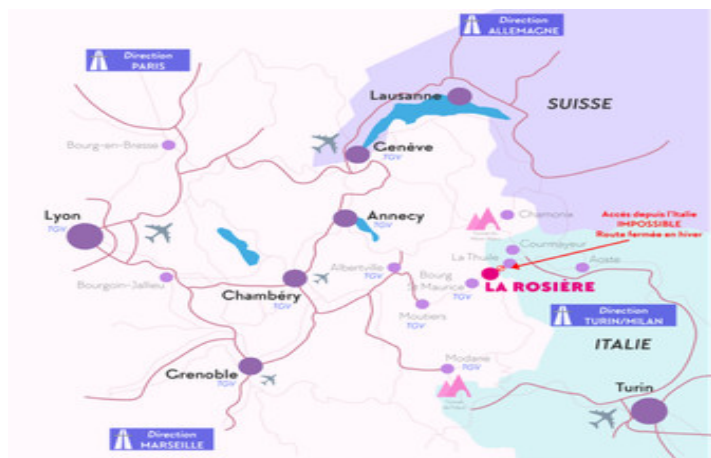 Direction
ALLEMAGNE
Direction
PARIS
Lausanne
SUISSE
Bourg-en-Bresse
Genève
TGV
Lyon
TGV
Annecy
TGV
Chamonix
Accès depuis l'Italie
IMPOSSIBLE
Route fermée en hiver
Courmayeur
La Thuile
Aoste
Albertville
TGV
Bourg
St Maurice
TGV
LA ROSIÈRE
Bourgoin-Jallieu
Chambéry
TGV
Moutiers
TGV
Direction
TURIN/MILAN
ITALIE
Modane
TGV
Grenoble
TGV
Turin
Direction
MARSEILLE